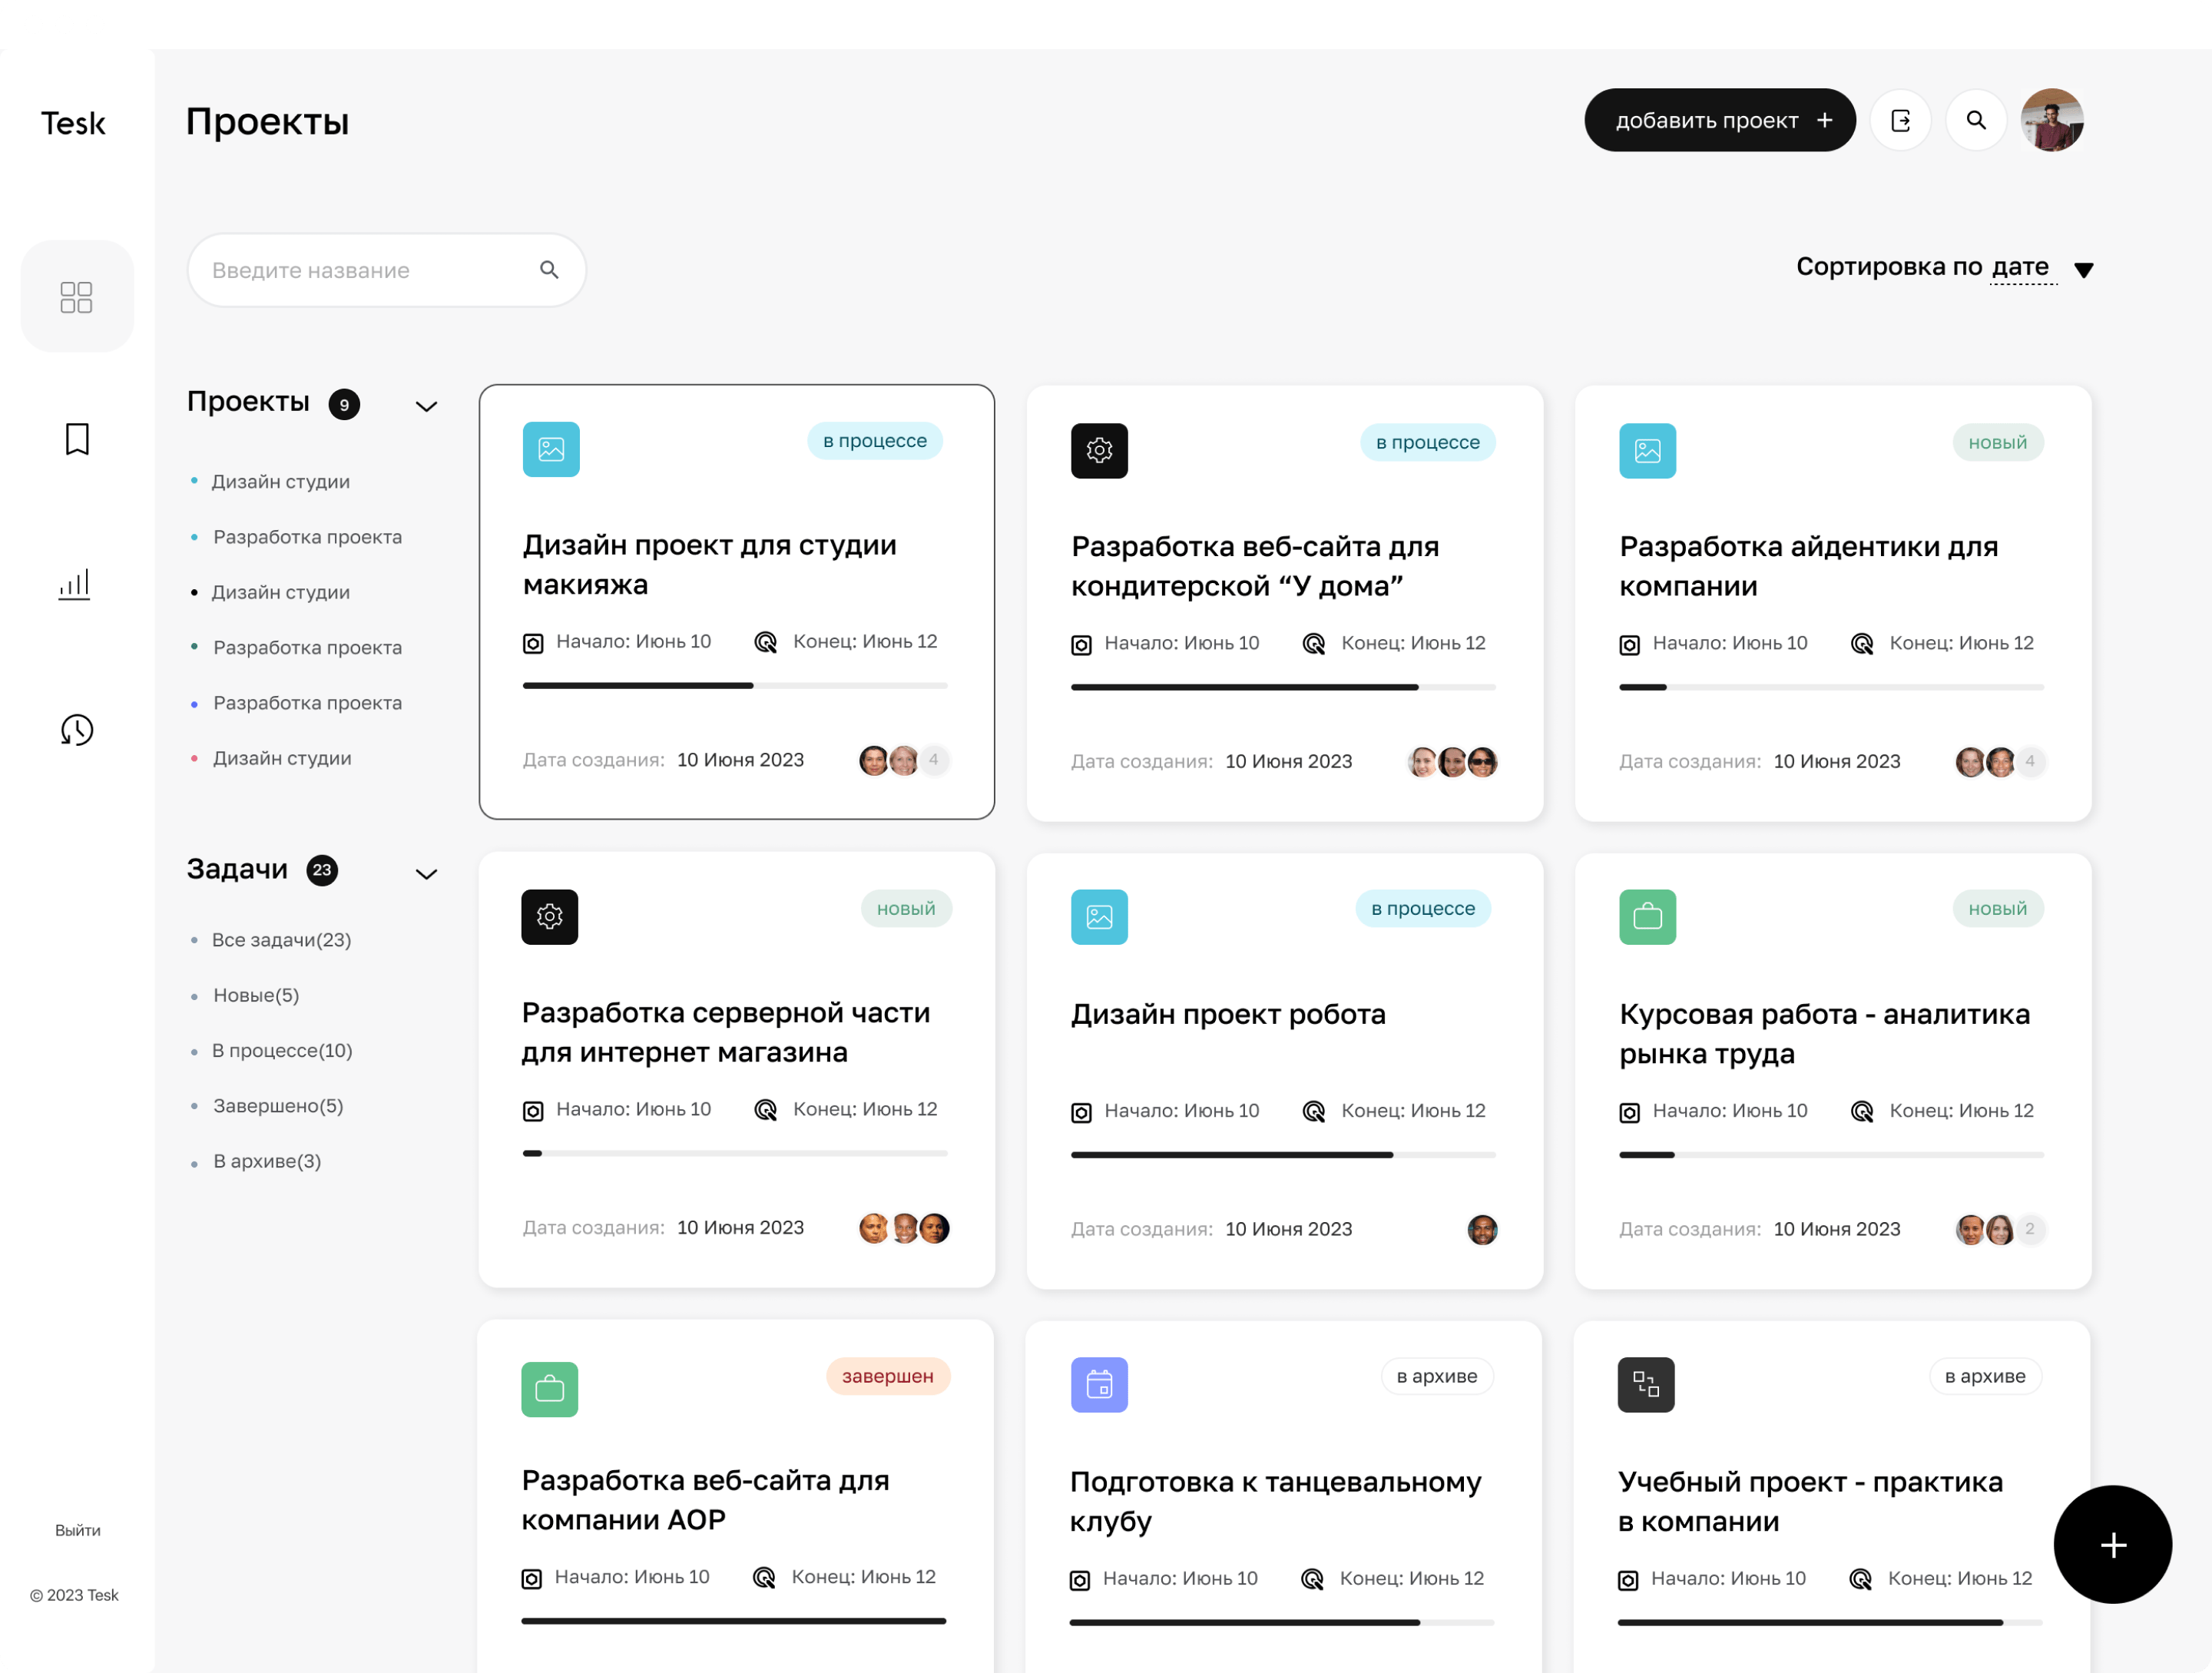 Tesk
Проекты
добавить проект +
Введите название
Сортировка по дате
Проекты 9
Дизайн студии
Разработка проекта
Дизайн студии
Разработка проекта
Разработка проекта
Дизайн студии
Задачи 23
Все задачи(23)
Новые(5)
В процессе(10)
Завершено(5)
В архиве(3)
Выйти
© 2023 Tesk
в процессе
Дизайн проект для студии
макияжа
Начало: Июнь 10 Конец: Июнь 12
Дата создания: 10 Июня 2023 4
в процессе
Разработка веб-сайта для
кондитерской “У дома”
Начало: Июнь 10 Конец: Июнь 12
Дата создания: 10 Июня 2023
новый
Разработка айдентики для
компании
Начало: Июнь 10 Конец: Июнь 12
Дата создания: 10 Июня 2023 4
новый
Разработка серверной части
для интернет магазина
Начало: Июнь 10 Конец: Июнь 12
Дата создания: 10 Июня 2023
в процессе
Дизайн проект робота
Начало: Июнь 10 Конец: Июнь 12
Дата создания: 10 Июня 2023
новый
Курсовая работа - аналитика
рынка труда
Начало: Июнь 10 Конец: Июнь 12
Дата создания: 10 Июня 2023 2
завершен
Разработка веб-сайта для
компании АОР
Начало: Июнь 10 Конец: Июнь 12
в архиве
Подготовка к танцевальному
клубу
Начало: Июнь 10 Конец: Июнь 12
в архиве
Учебный проект - практика
в компании
Начало: Июнь 10 Конец: Июнь 12
+